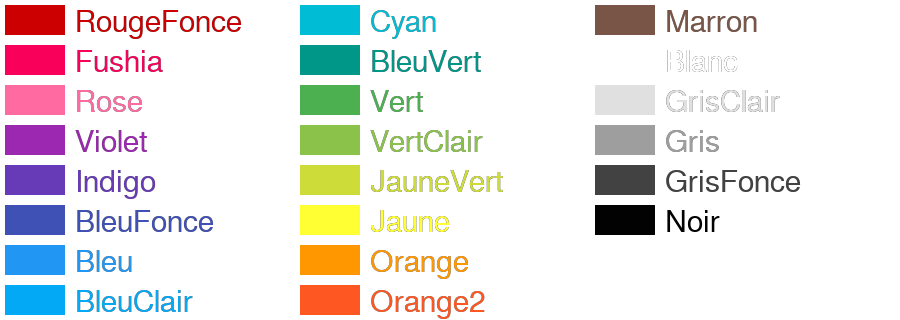 RougeFonce
Fushia
Rose
Violet
Indigo
BleuFonce
Bleu
BleuClair
Cyan
BleuVert
Vert
VertClair
JauneVert
Jaune
Orange
Orange2
Marron
Blanc
GrisClair
Gris
GrisFonce
Noir